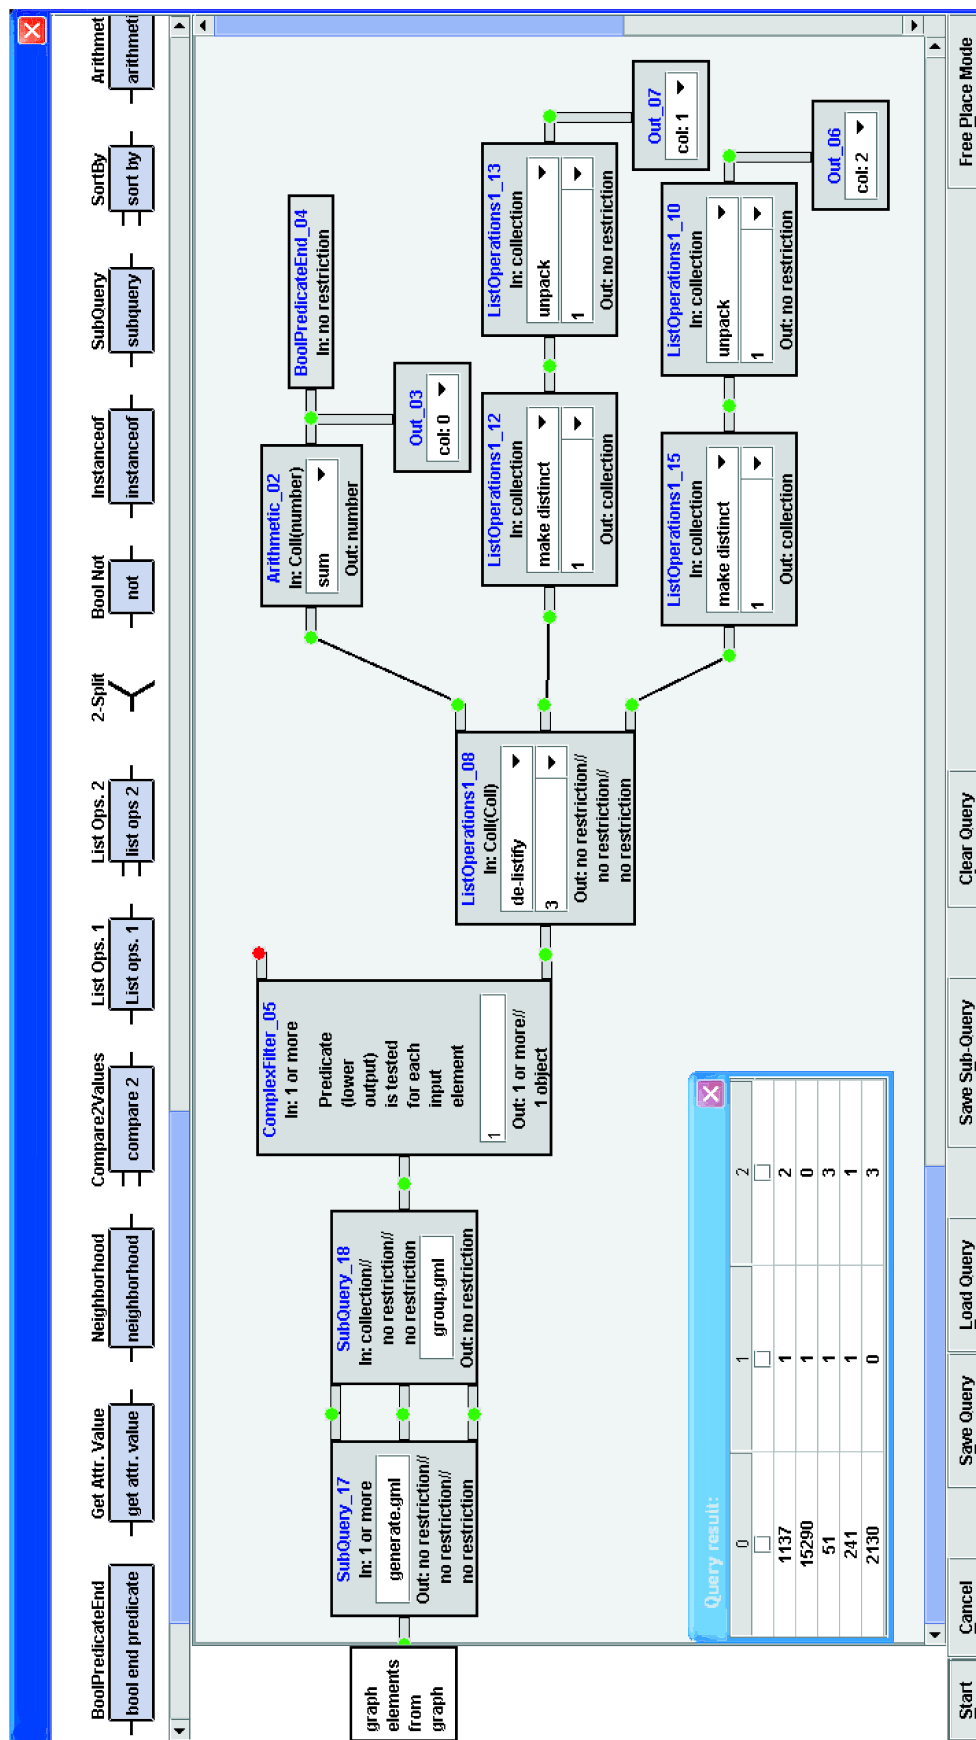 BoolPredicateEnd
bool end predicate
Get Attr. Value
get attr. value
Neighborhood
neighborhood
Compare2Values
compare 2
List Ops. 1
List ops. 1
List Ops. 2
list ops 2
2-Split
Bool Not
not
Instanceof
instanceof
SubQuery
subquery
SortBy
sort by
Arithmet
arithmeti
graph
elements
from
graph
SubQuery_17
In: 1 or more
generate.gml
Out: no restriction//
no restriction//
no restriction
SubQuery_18
In: collection//
no restriction//
no restriction
group.gml
Out: no restriction
ComplexFilter_05
In: 1 or more
Predicate
(lower
output)
is tested
for each
input
element
1
Out: 1 or more//
1 object
ListOperations1_08
In: Coll(Coll)
de-listify
3
Out: no restriction//
no restriction//
no restriction
Arithmetic_02
In: Coll(number)
sum
Out: number
BoolPredicateEnd_04
In: no restriction
Out_03
col: 0
ListOperations1_12
In: collection
make distinct
1
Out: collection
ListOperations1_13
In: collection
unpack
1
Out: no restriction
Out_07
col: 1
ListOperations1_15
In: collection
make distinct
1
Out: collection
ListOperations1_10
In: collection
unpack
1
Out: no restriction
Out_06
col: 2
Query result:
0 1 2
1137 1 2
15290 1 0
51 1 3
241 1 1
2130 0 3
Start
Cancel
Save Query
Load Query
Save Sub-Query
Clear Query
Free Place Mode